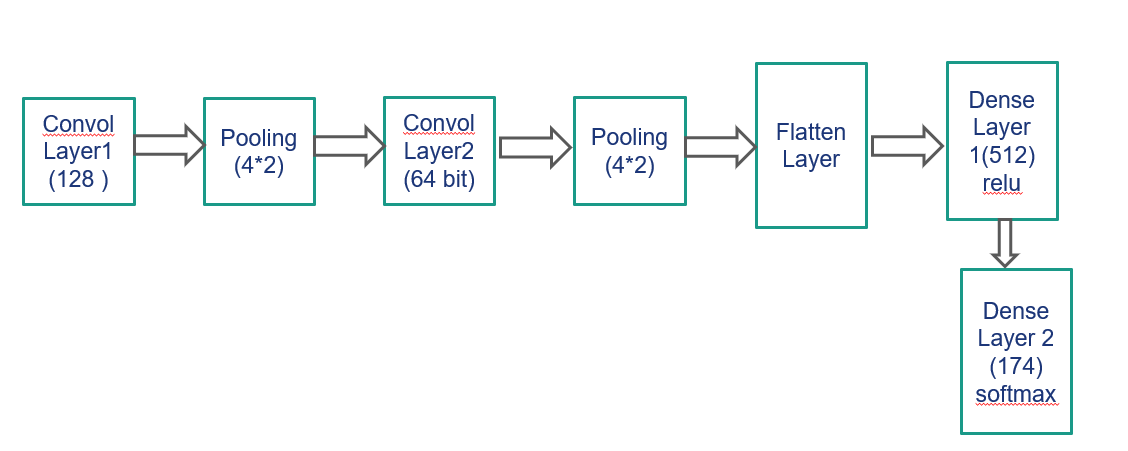 Convol
Layer1
(128 )
Pooling
(4*2)
Convol
Layer2
(64 bit)
Pooling
(4*2)
Flatten
Layer
Dense
Layer
1(512)
relu
Dense
Layer 2
(174)
softmax